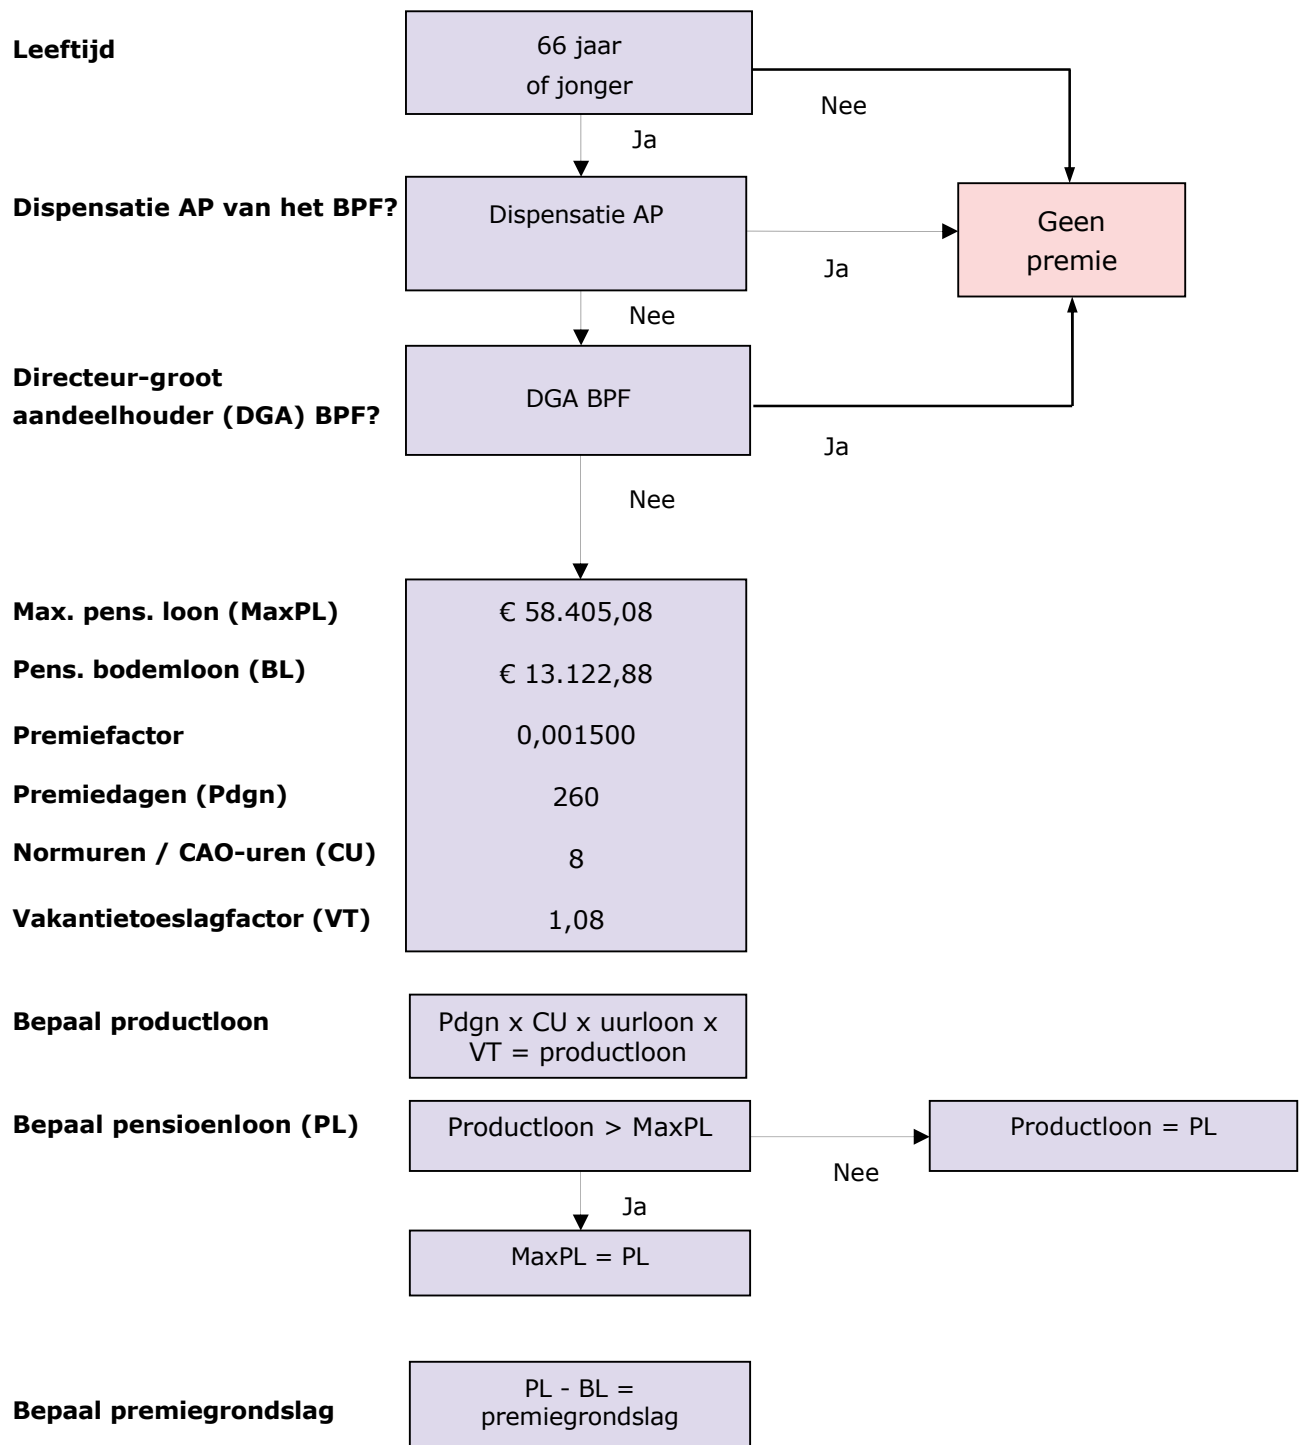 Leeftijd
66 jaar
of jonger
Nee
Ja
Dispensatie AP van het BPF?
Dispensatie AP
Geen
premie
Ja
Nee
Directeur-groot
aandeelhouder (DGA) BPF?
DGA BPF
Ja
Nee
Max. pens. loon (MaxPL)
€ 58.405,08
Pens. bodemloon (BL)
€ 13.122,88
Premiefactor
0,001500
Premiedagen (Pdgn)
260
Normuren / CAO-uren (CU)
8
Vakantietoeslagfactor (VT)
1,08
Bepaal productloon
Pdgn x CU x uurloon x
VT = productloon
Bepaal pensioenloon (PL)
Productloon > MaxPL
Productloon = PL
Nee
Ja
MaxPL = PL
Bepaal premiegrondslag
PL - BL =
premiegrondslag